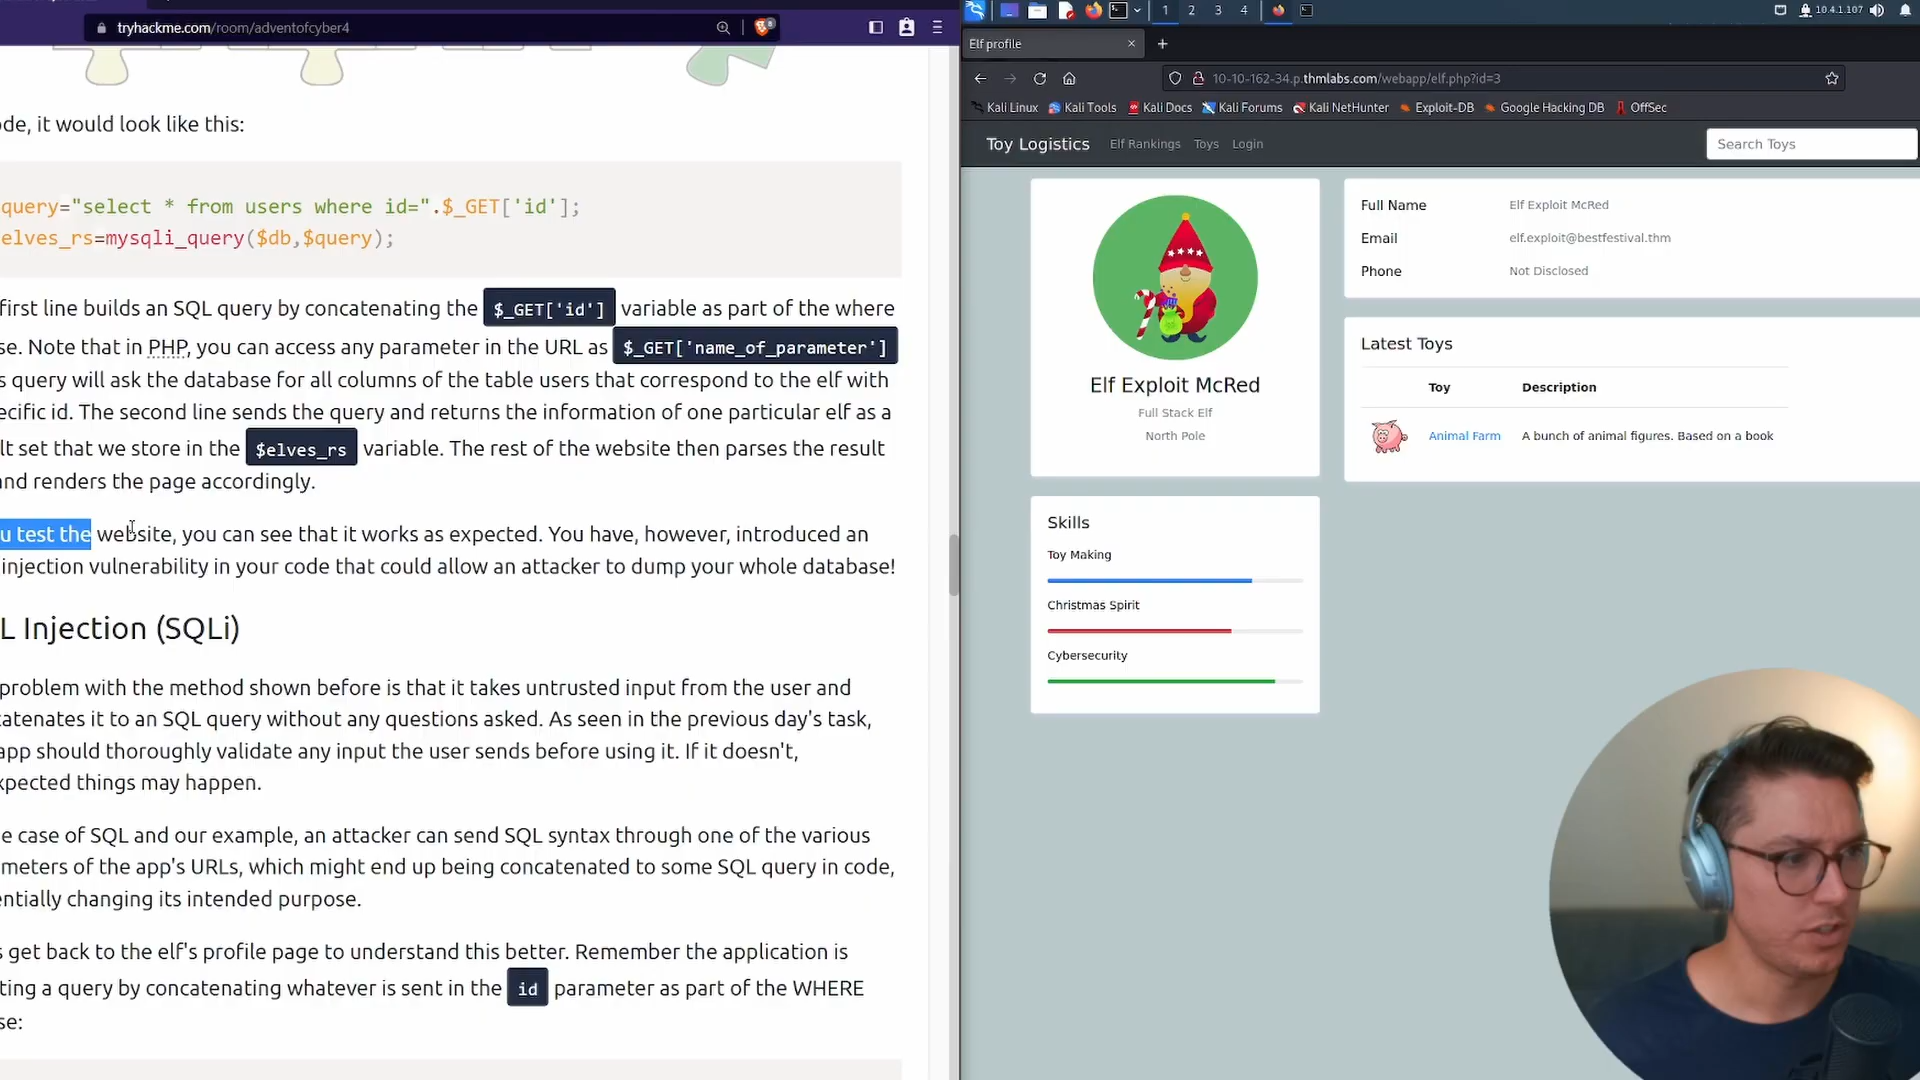 tryhackme.com/room/adventofcyber4
ode, it would look like this:
query="select * from users where id=".$_GET['id'];
elves_rs=mysqli_query($db,$query);
first line builds an SQL query by concatenating the $_GET['id'] variable as part of the where
se. Note that in PHP, you can access any parameter in the URL as $_GET['name_of_parameter']
s query will ask the database for all columns of the table users that correspond to the elf with
ecific id. The second line sends the query and returns the information of one particular elf as a
lt set that we store in the $elves_rs variable. The rest of the website then parses the result
and renders the page accordingly.
u test the website, you can see that it works as expected. You have, however, introduced an
injection vulnerability in your code that could allow an attacker to dump your whole database!
L Injection (SQLi)
problem with the method shown before is that it takes untrusted input from the user and
catenates it to an SQL query without any questions asked. As seen in the previous day's task,
app should thoroughly validate any input the user sends before using it. If it doesn't,
xpected things may happen.
e case of SQL and our example, an attacker can send SQL syntax through one of the various
meters of the app's URLs, which might end up being concatenated to some SQL query in code,
entially changing its intended purpose.
s get back to the elf's profile page to understand this better. Remember the application is
ting a query by concatenating whatever is sent in the id parameter as part of the WHERE
se:
1 2 3 4
10.4.1.107
Elf profile
10-10-162-34.p.thmlabs.com/webapp/elf.php?id=3
Kali Linux Kali Tools Kali Docs Kali Forums Kali NetHunter Exploit-DB Google Hacking DB OffSec
Toy Logistics Elf Rankings Toys Login Search Toys
Elf Exploit McRed
Full Stack Elf
North Pole
Skills
Toy Making
Christmas Spirit
Cybersecurity
Full Name Elf Exploit McRed
Email elf.exploit@bestfestival.thm
Phone Not Disclosed
Latest Toys
Toy Description
Animal Farm A bunch of animal figures. Based on a book